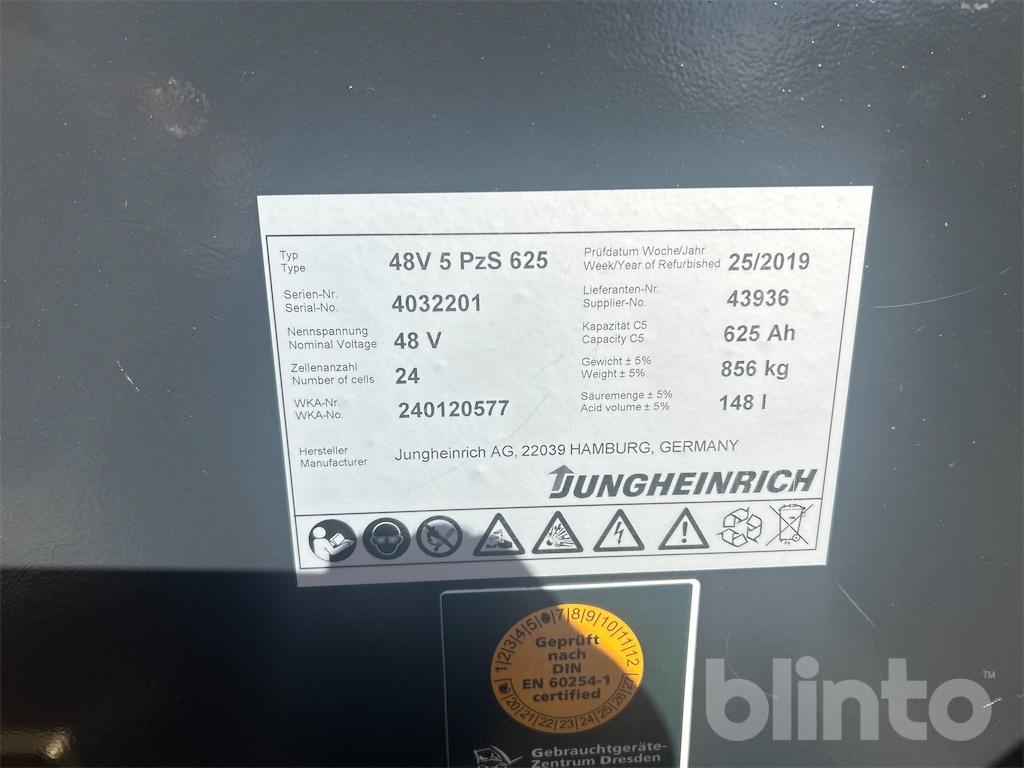 Typ
Type
48V 5 PzS 625
Prüfdatum Woche/Jahr
Week/Year of Refurbished
25/2019
Serien-Nr.
Serial-No.
4032201
Lieferanten-Nr.
Supplier-No.
43936
Nennspannung
Nominal Voltage
48 V
Kapazität C5
Capacity C5
625 Ah
Zellenanzahl
Number of cells
24
Gewicht ± 5%
Weight ± 5%
856 kg
WKA-Nr.
WKA-No.
240120577
Säuremenge ± 5%
Acid volume ± 5%
148 l
Hersteller
Manufacturer
Jungheinrich AG, 22039 HAMBURG, GERMANY
JUNGHEINRICH
Pb
1 2 3 4 5 7 8 9 10 11 12
Geprüft
nach
DIN
EN 60254-1
certified
20 21 22 23 24 25 26 27
Gebrauchtgeräte-
Zentrum Dresden
blinto™